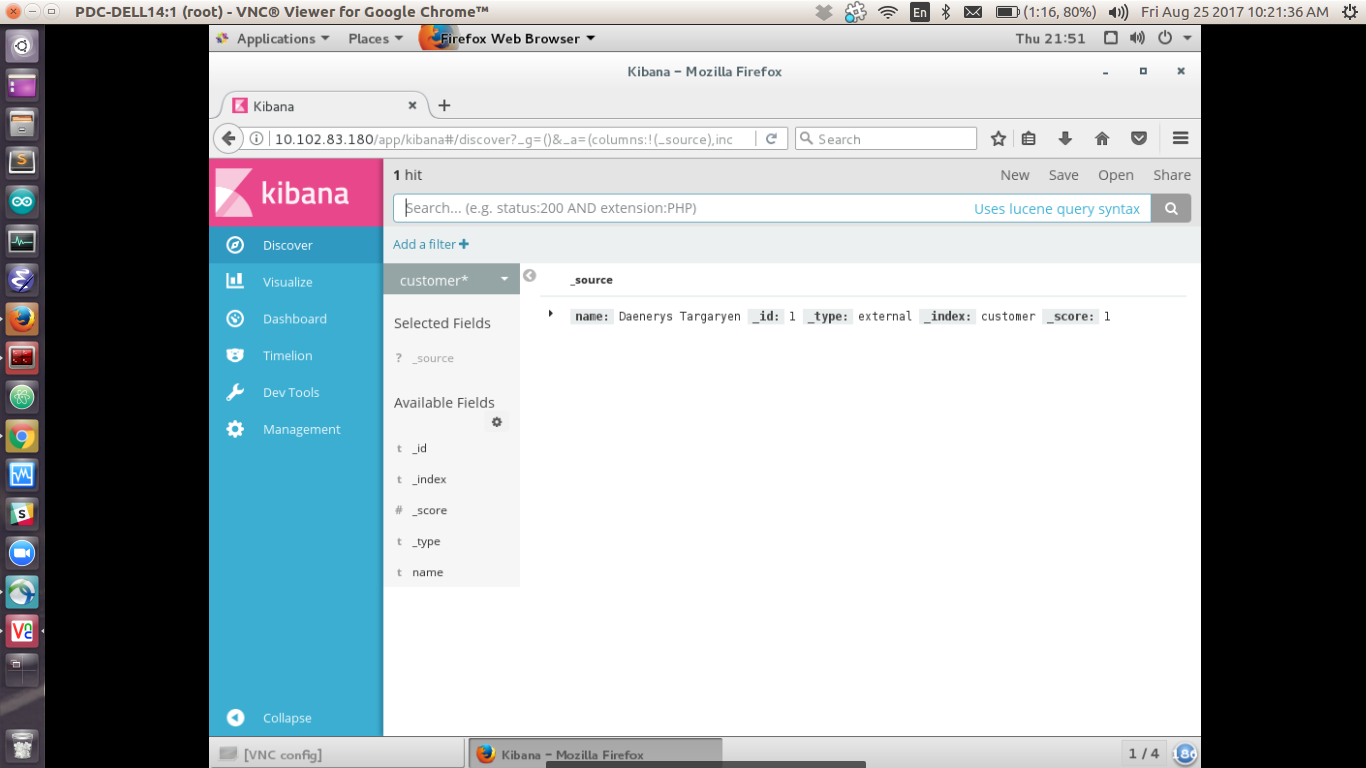 PDC-DELL14:1 (root) - VNC® Viewer for Google Chrome™
En (1:16, 80%) Fri Aug 25 2017 10:21:36 AM
Applications Places Firefox Web Browser Thu 21:51
Kibana – Mozilla Firefox
Kibana
10.102.83.180/app/kibana#/discover?_g=()&_a=(columns:!(_source),inc Search
kibana
1 hit New Save Open Share
Search... (e.g. status:200 AND extension:PHP) Uses lucene query syntax
Discover
Add a filter
Visualize
Dashboard
Timelion
Dev Tools
Management
Collapse
customer*
Selected Fields
? _source
Available Fields
t _id
t _index
# _score
t _type
t name
_source
name: Daenerys Targaryen _id: 1 _type: external _index: customer _score: 1
[VNC config] Kibana – Mozilla Firefox 1 / 4